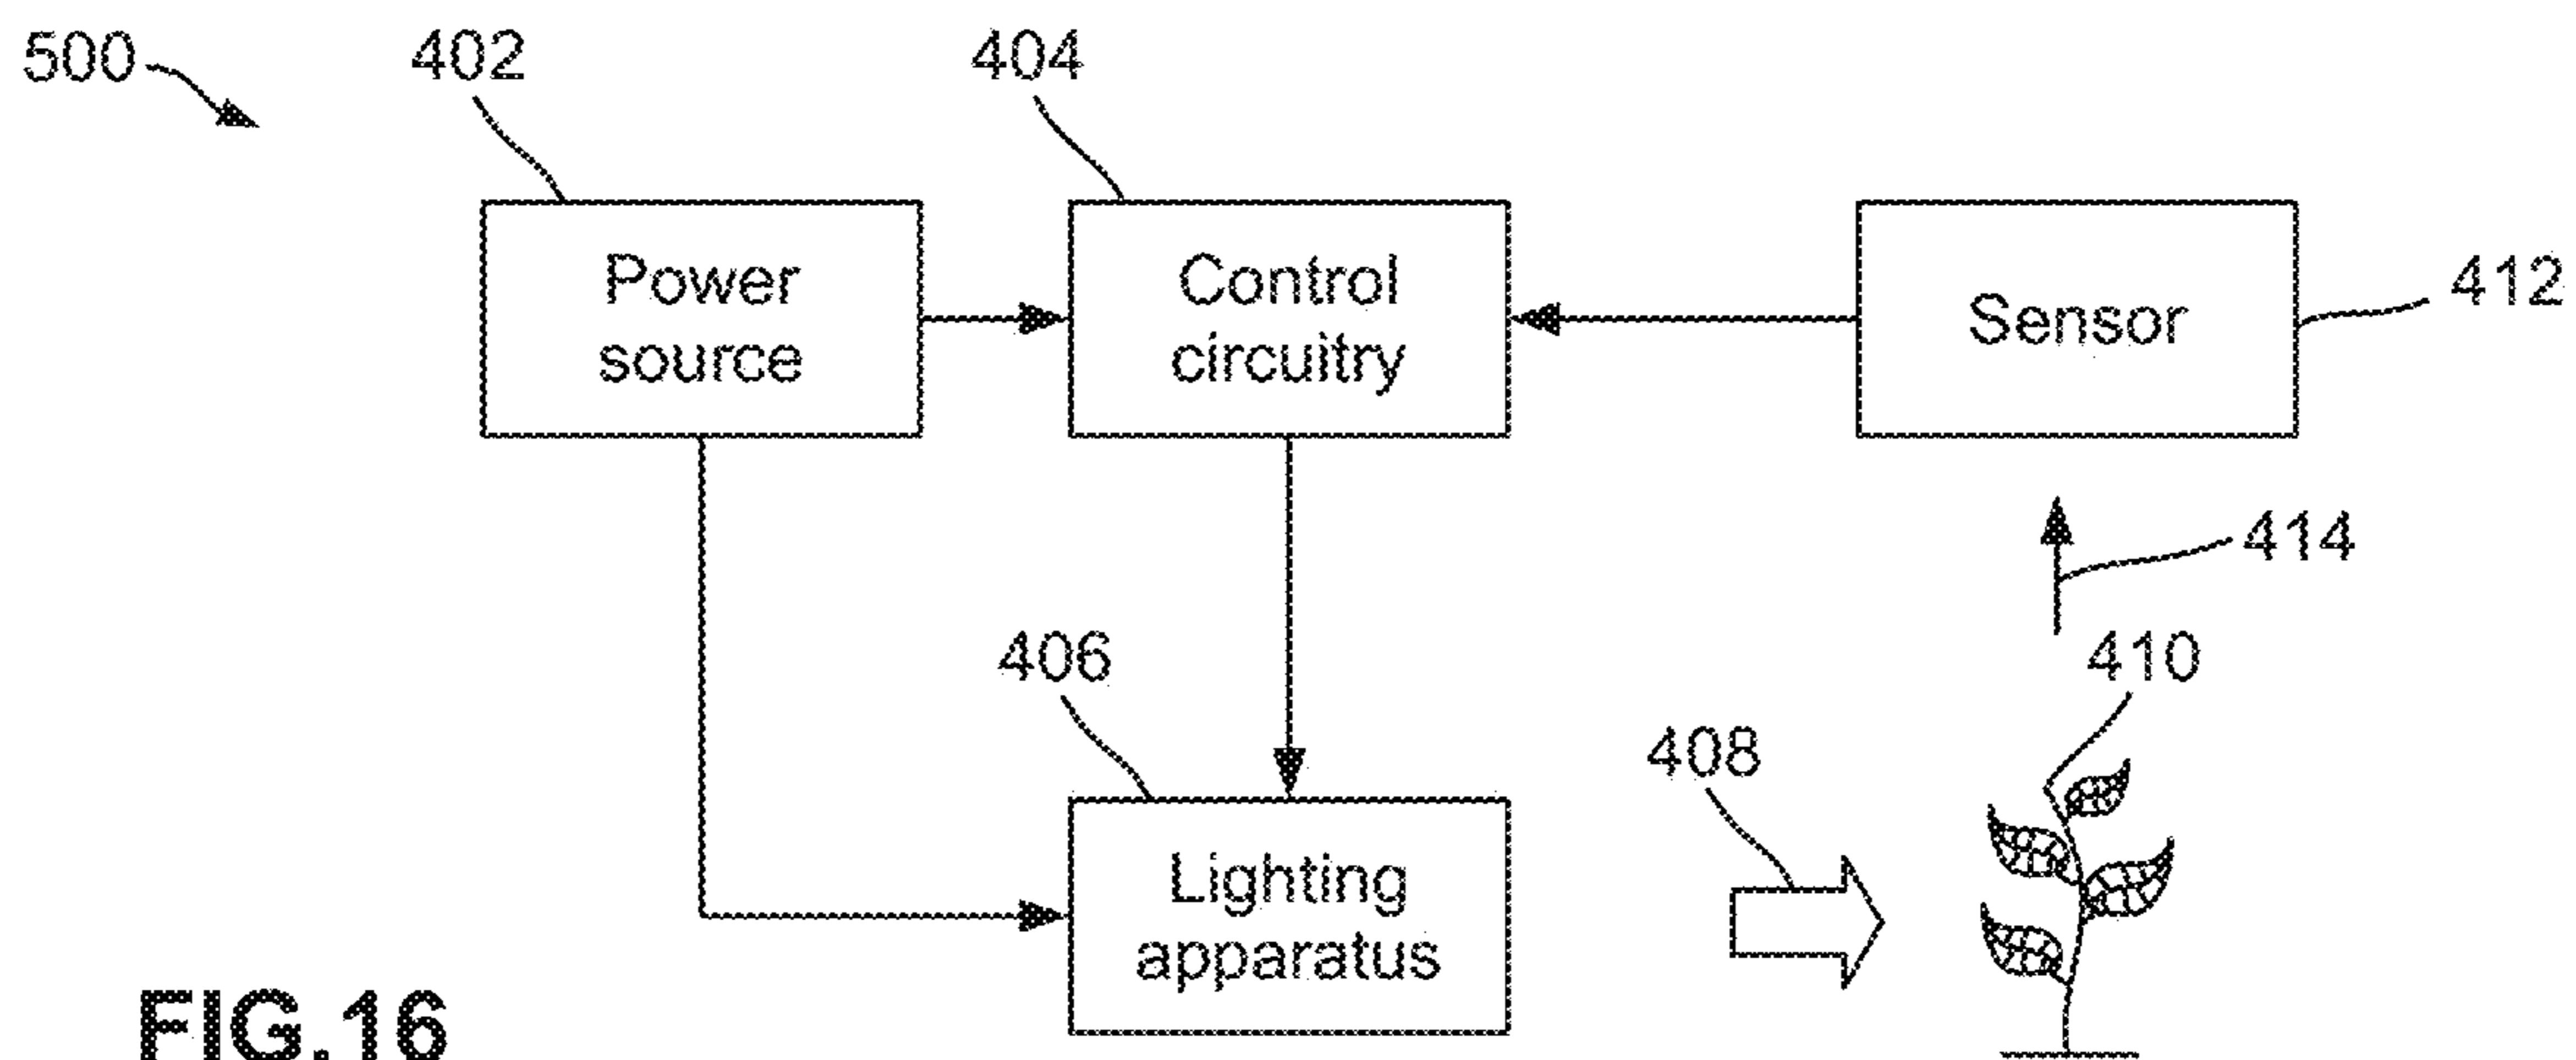 500
402
404
Power
source
Control
circuitry
Sensor
412
414
406
410
408
Lighting
apparatus
FIG.16